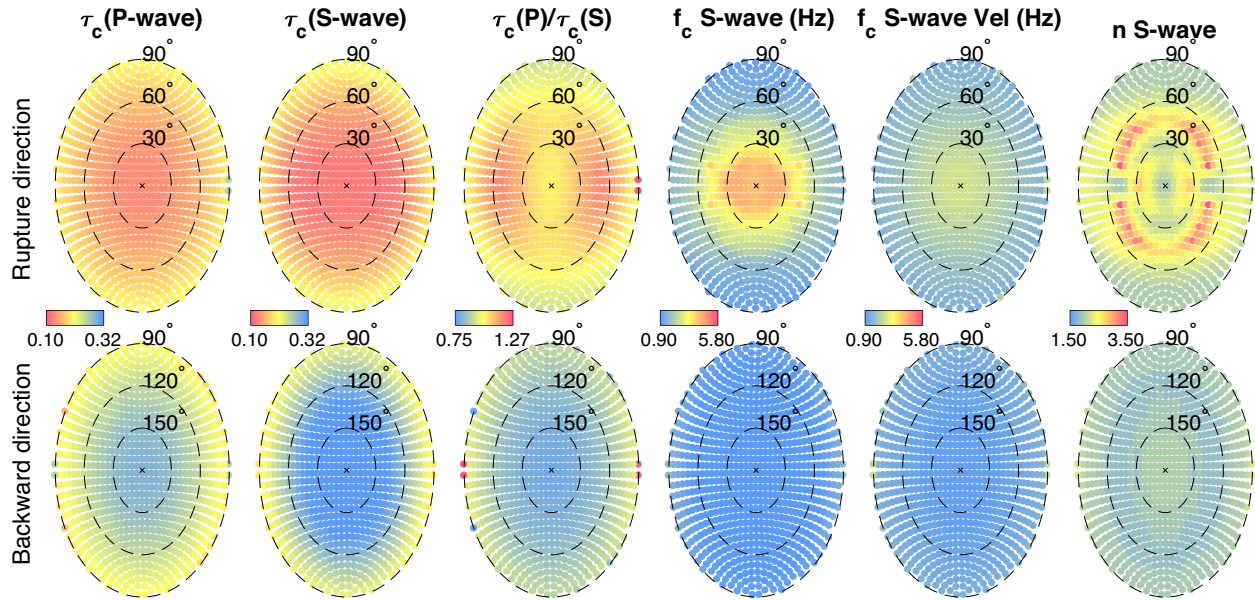 τc(P-wave) τc(S-wave) τc(P)/τc(S) fc S-wave (Hz) fc S-wave Vel (Hz) n S-wave
Rupture direction
90° 90° 90° 90° 90° 90°
60° 60° 60° 60° 60° 60°
30° 30° 30° 30° 30° 30°
0.10 0.32 0.10 0.32 0.75 1.27 0.90 5.80 0.90 5.80 1.50 3.50
Backward direction
90° 90° 90° 90° 90° 90°
120° 120° 120° 120° 120° 120°
150° 150° 150° 150° 150° 150°